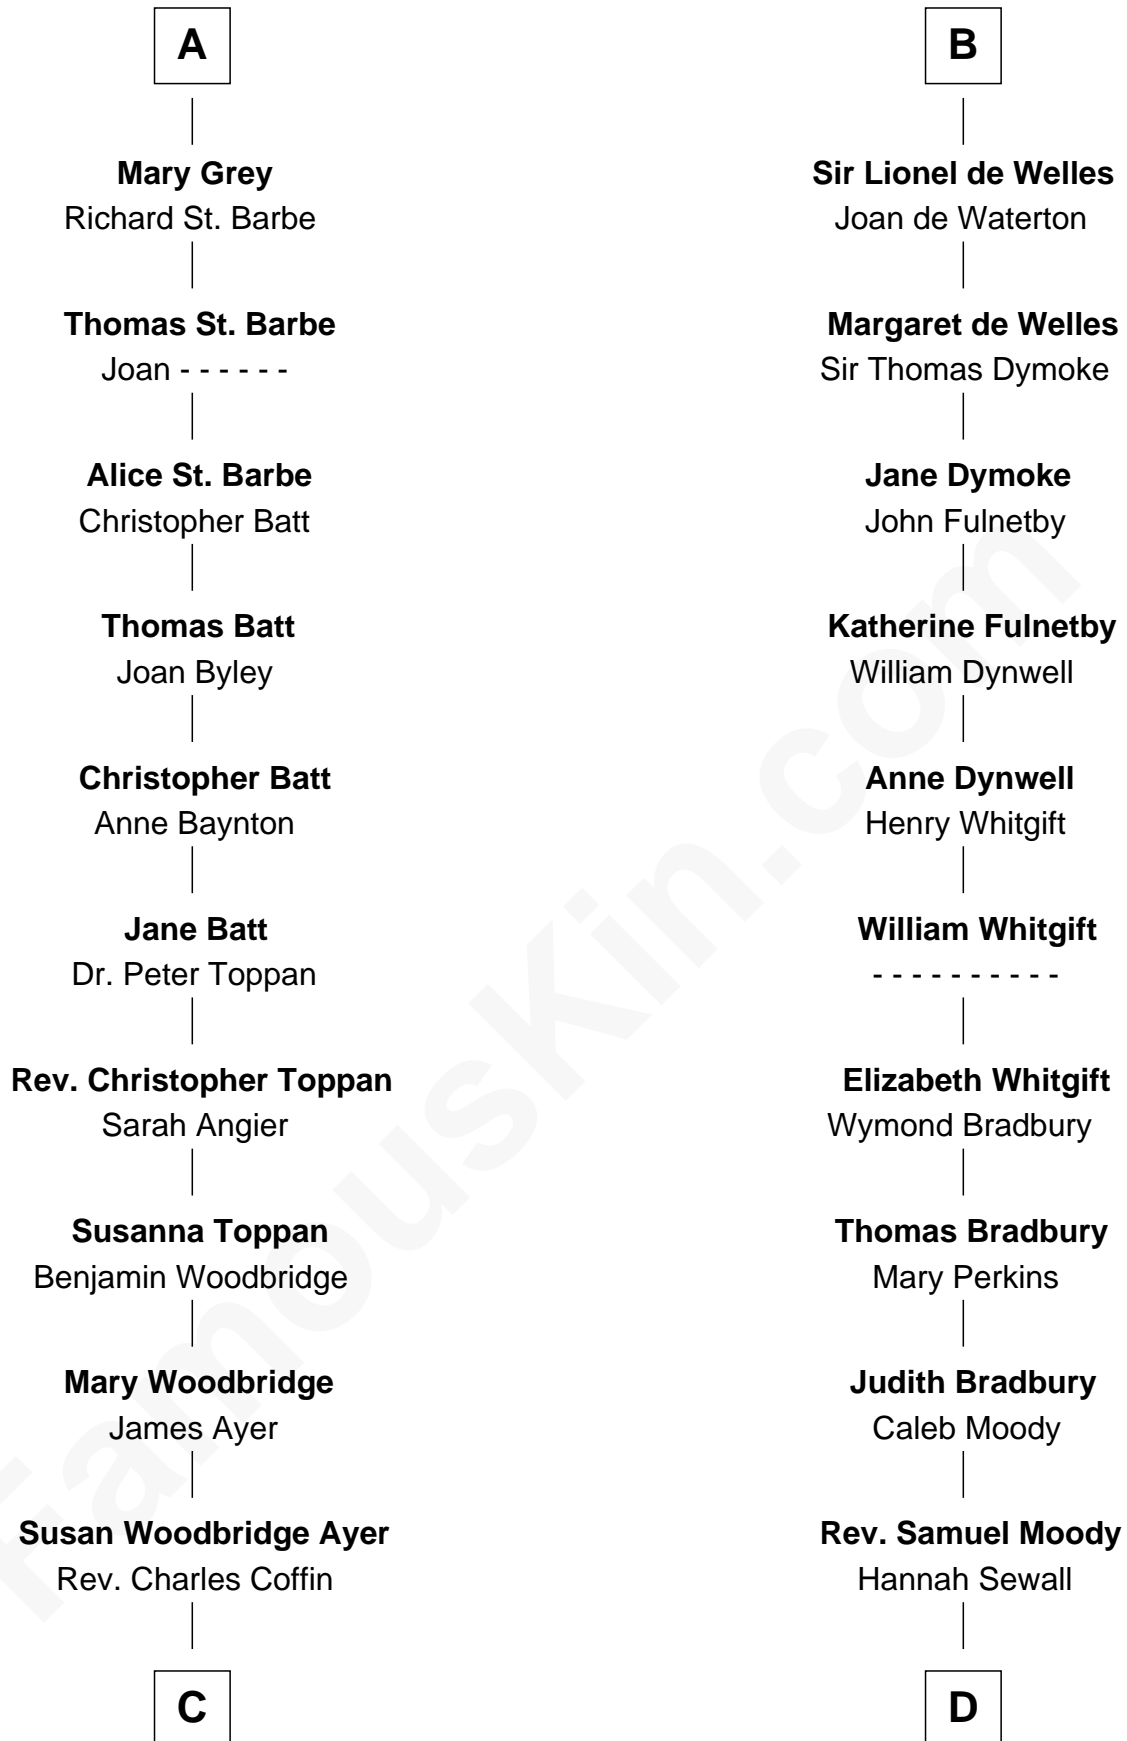 A
Mary Grey
Richard St. Barbe
Thomas St. Barbe
Joan - - - - - -
Alice St. Barbe
Christopher Batt
Thomas Batt
Joan Byley
Christopher Batt
Anne Baynton
Jane Batt
Dr. Peter Toppan
Rev. Christopher Toppan
Sarah Angier
Susanna Toppan
Benjamin Woodbridge
Mary Woodbridge
James Ayer
Susan Woodbridge Ayer
Rev. Charles Coffin
C
B
Sir Lionel de Welles
Joan de Waterton
Margaret de Welles
Sir Thomas Dymoke
Jane Dymoke
John Fulnetby
Katherine Fulnetby
William Dynwell
Anne Dynwell
Henry Whitgift
William Whitgift
- - - - - - - - - -
Elizabeth Whitgift
Wymond Bradbury
Thomas Bradbury
Mary Perkins
Judith Bradbury
Caleb Moody
Rev. Samuel Moody
Hannah Sewall
D
FamousKin.com